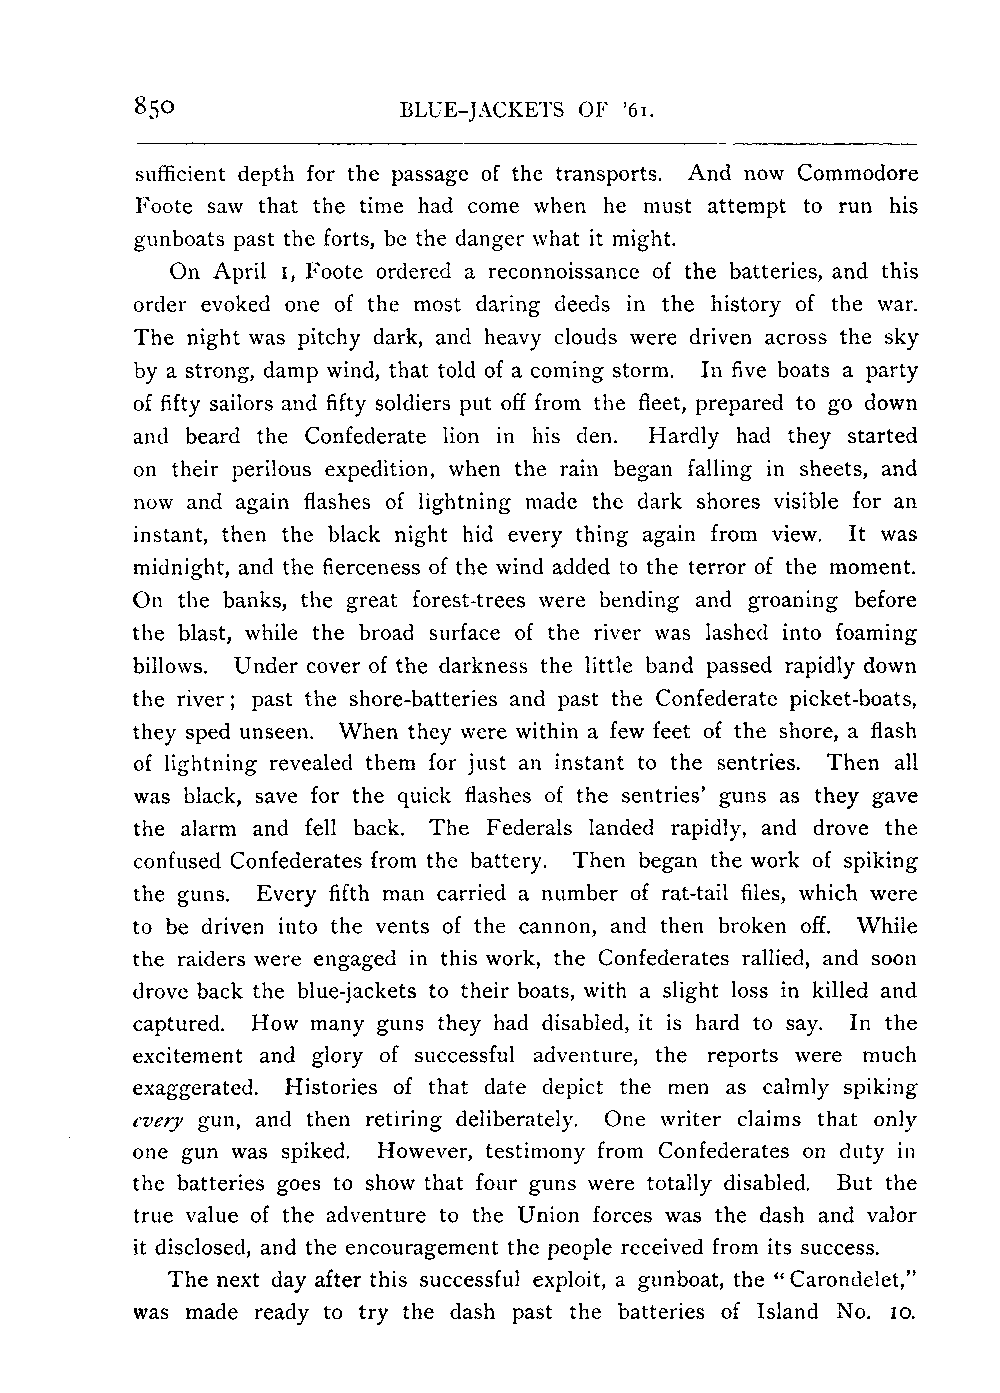 850 BLUE-JACKETS OF '61.
sufficient depth for the passage of the transports. And now Commodore
Foote saw that the time had come when he must attempt to run his
gunboats past the forts, be the danger what it might.
On April 1, Foote ordered a reconnoissance of the batteries, and this
order evoked one of the most daring deeds in the history of the war.
The night was pitchy dark, and heavy clouds were driven across the sky
by a strong, damp wind, that told of a coming storm. In five boats a party
of fifty sailors and fifty soldiers put off from the fleet, prepared to go down
and beard the Confederate lion in his den. Hardly had they started
on their perilous expedition, when the rain began falling in sheets, and
now and again flashes of lightning made the dark shores visible for an
instant, then the black night hid every thing again from view. It was
midnight, and the fierceness of the wind added to the terror of the moment.
On the banks, the great forest-trees were bending and groaning before
the blast, while the broad surface of the river was lashed into foaming
billows. Under cover of the darkness the little band passed rapidly down
the river; past the shore-batteries and past the Confederate picket-boats,
they sped unseen. When they were within a few feet of the shore, a flash
of lightning revealed them for just an instant to the sentries. Then all
was black, save for the quick flashes of the sentries' guns as they gave
the alarm and fell back. The Federals landed rapidly, and drove the
confused Confederates from the battery. Then began the work of spiking
the guns. Every fifth man carried a number of rat-tail files, which were
to be driven into the vents of the cannon, and then broken off. While
the raiders were engaged in this work, the Confederates rallied, and soon
drove back the blue-jackets to their boats, with a slight loss in killed and
captured. How many guns they had disabled, it is hard to say. In the
excitement and glory of successful adventure, the reports were much
exaggerated. Histories of that date depict the men as calmly spiking
every gun, and then retiring deliberately. One writer claims that only
one gun was spiked. However, testimony from Confederates on duty in
the batteries goes to show that four guns were totally disabled. But the
true value of the adventure to the Union forces was the dash and valor
it disclosed, and the encouragement the people received from its success.
The next day after this successful exploit, a gunboat, the “Carondelet,”
was made ready to try the dash past the batteries of Island No. 10.